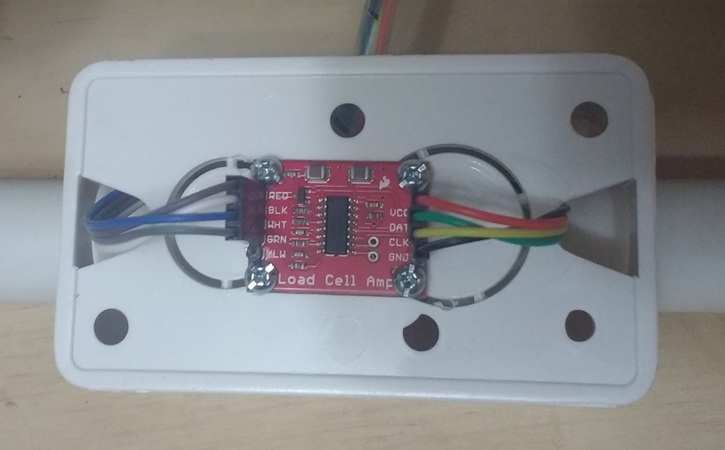 RED
BLK
WHT
GRN
YLW
VCC
DAT
CLK
GND
Load Cell Amp